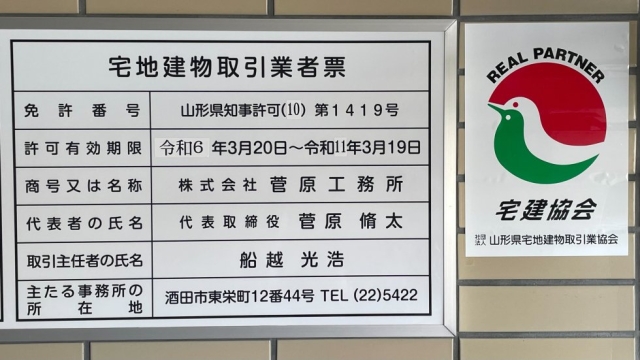 宅地建物取引業者票
免許番号 山形県知事許可(10) 第1419号
許可有効期限 令和6 年3月20日～令和11年3月19日
商号又は名称 株式会社 菅原工務所
代表者の氏名 代表取締役 菅原 脩太
取引主任者の氏名 船越光浩
主たる事務所の
所在地 酒田市東栄町12番44号 TEL (22)5422
REAL PARTNER
宅建協会
社団法人 山形県宅地建物取引業協会